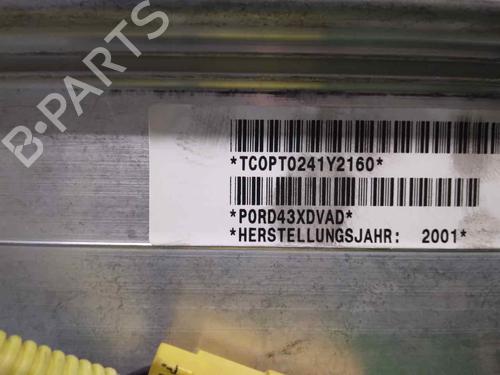 B-PARTS
*TCOPT0241Y2160*
*PORD43XDVAD*
*HERSTELLUNGSJAHR: 2001*